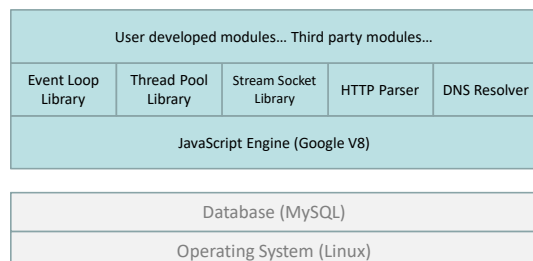 User developed modules... Third party modules...
Event Loop
Library
Thread Pool
Library
Stream Socket
Library
HTTP Parser
DNS Resolver
JavaScript Engine (Google V8)
Database (MySQL)
Operating System (Linux)